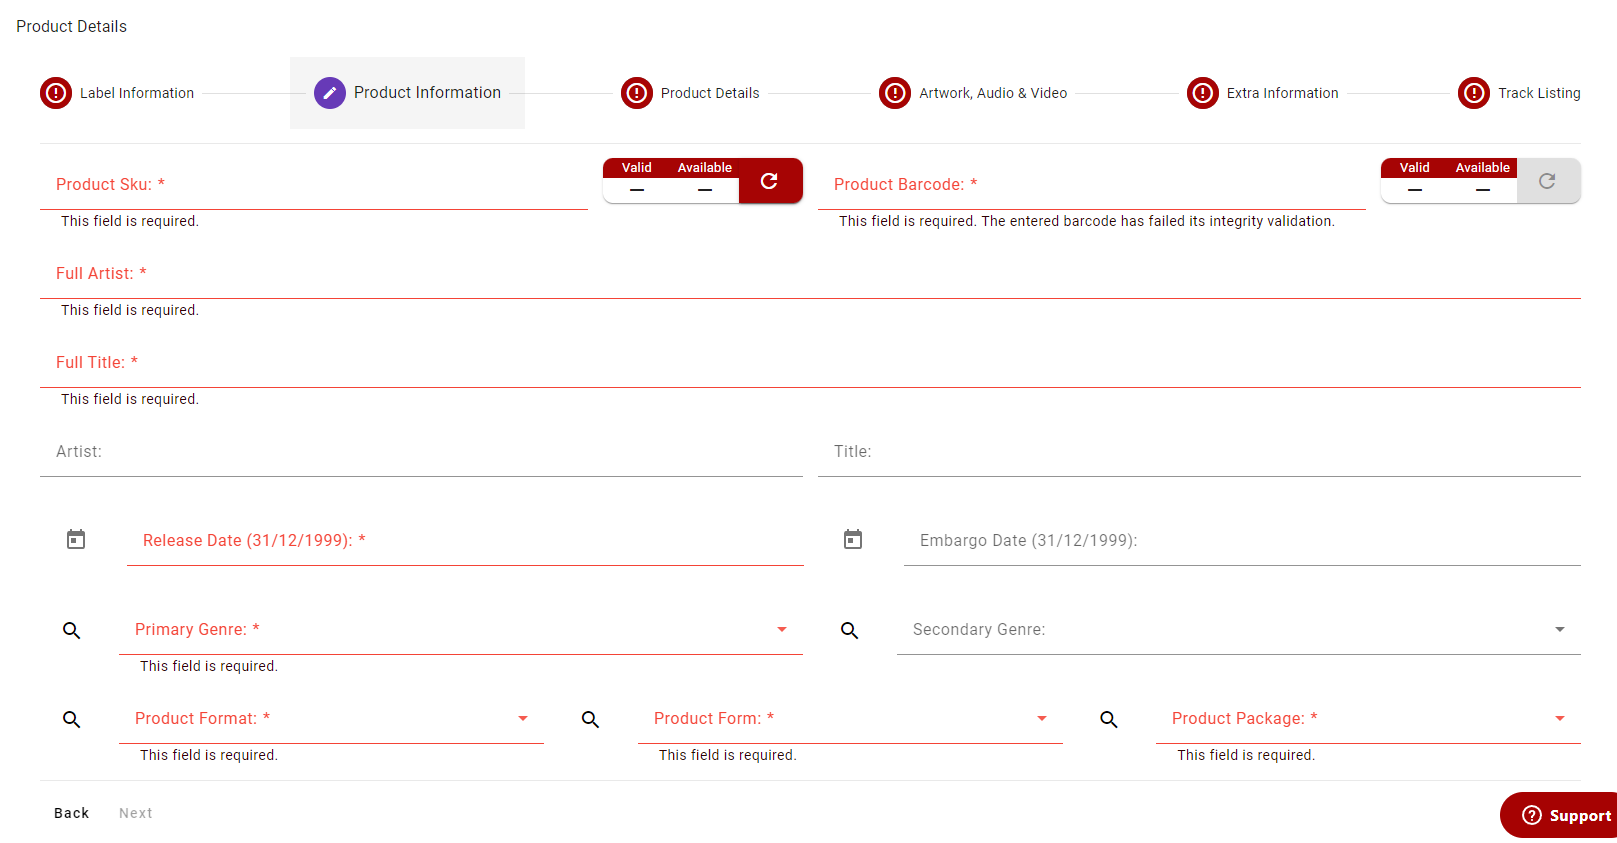 Product Details
Label Information
Product Information
Product Details
Artwork, Audio & Video
Extra Information
Track Listing
Product Sku: *
Valid Available
This field is required.
Product Barcode: *
Valid Available
This field is required. The entered barcode has failed its integrity validation.
Full Artist: *
This field is required.
Full Title: *
This field is required.
Artist:
Title:
Release Date (31/12/1999): *
Embargo Date (31/12/1999):
Primary Genre: *
This field is required.
Secondary Genre:
Product Format: *
This field is required.
Product Form: *
This field is required.
Product Package: *
This field is required.
Back
Next
Support